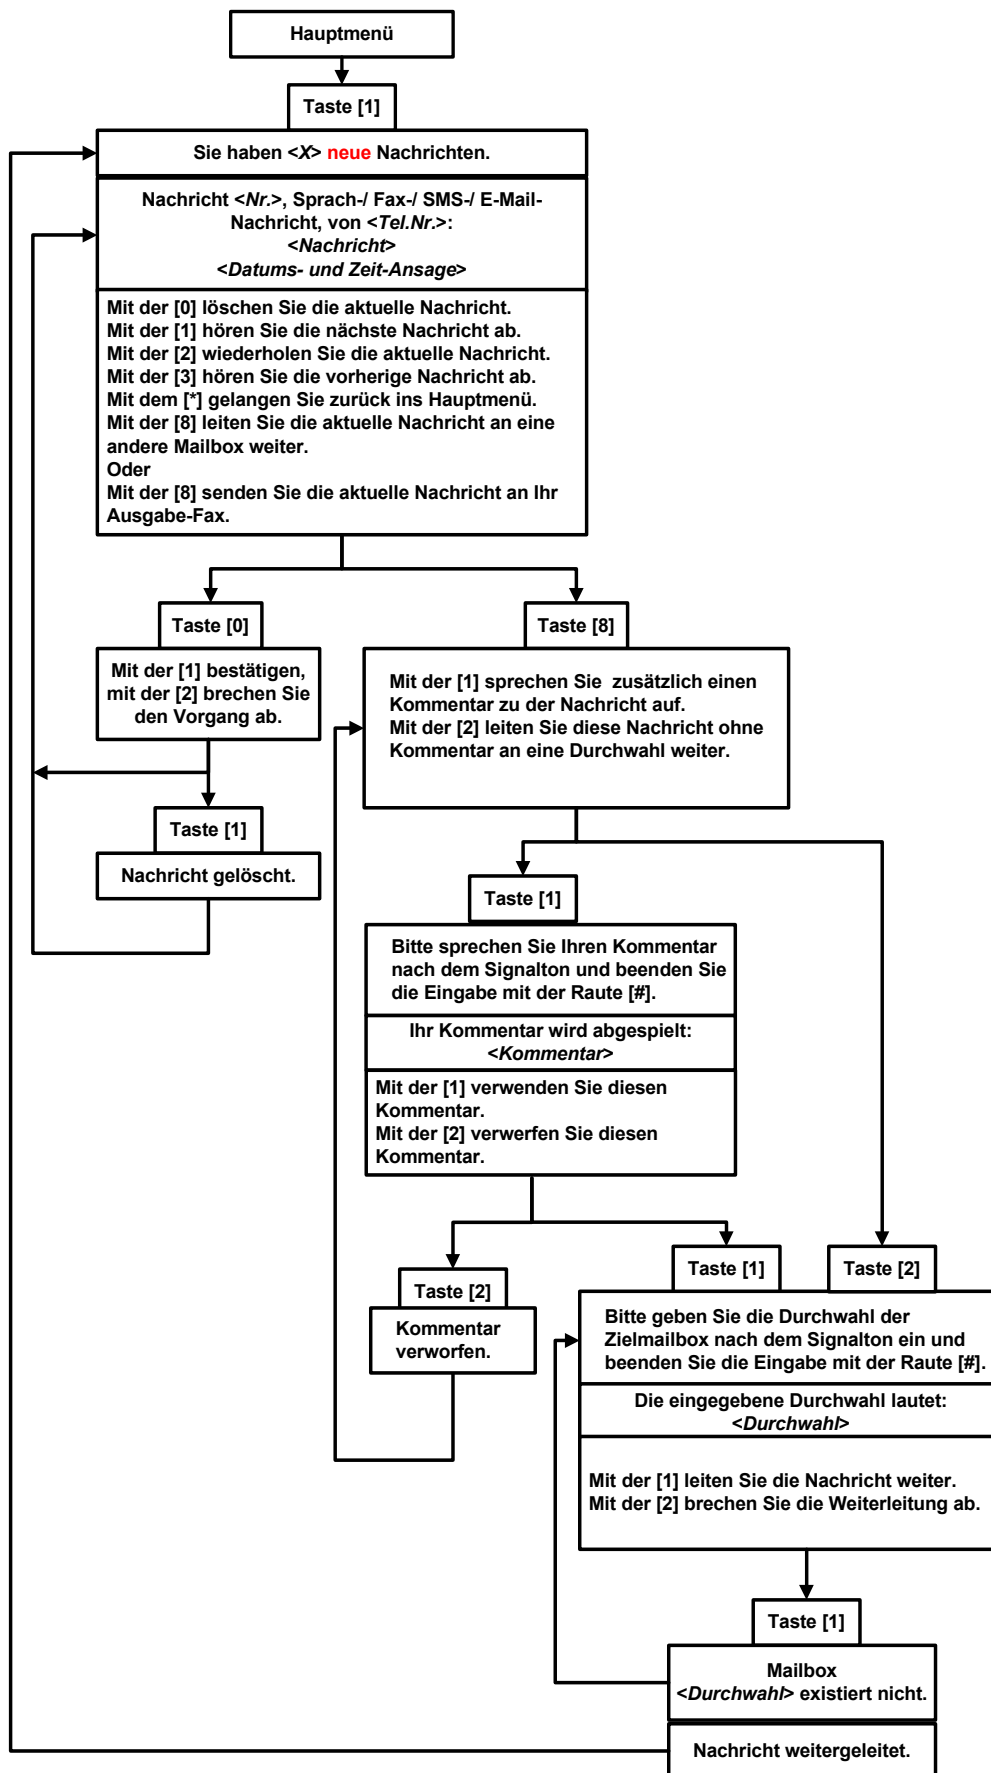 Hauptmenü
Taste [1]
Sie haben <X> neue Nachrichten.
Nachricht <Nr.>, Sprach-/ Fax-/ SMS-/ E-Mail-
Nachricht, von <Tel.Nr.>:
<Nachricht>
<Datums- und Zeit-Ansage>
Mit der [0] löschen Sie die aktuelle Nachricht.
Mit der [1] hören Sie die nächste Nachricht ab.
Mit der [2] wiederholen Sie die aktuelle Nachricht.
Mit der [3] hören Sie die vorherige Nachricht ab.
Mit dem [*] gelangen Sie zurück ins Hauptmenü.
Mit der [8] leiten Sie die aktuelle Nachricht an eine
andere Mailbox weiter.
Oder
Mit der [8] senden Sie die aktuelle Nachricht an Ihr
Ausgabe-Fax.
Taste [0]
Mit der [1] bestätigen,
mit der [2] brechen Sie
den Vorgang ab.
Taste [1]
Nachricht gelöscht.
Taste [8]
Mit der [1] sprechen Sie  zusätzlich einen
Kommentar zu der Nachricht auf.
Mit der [2] leiten Sie diese Nachricht ohne
Kommentar an eine Durchwahl weiter.
Taste [1]
Bitte sprechen Sie Ihren Kommentar
nach dem Signalton und beenden Sie
die Eingabe mit der Raute [#].
Ihr Kommentar wird abgespielt:
<Kommentar>
Mit der [1] verwenden Sie diesen
Kommentar.
Mit der [2] verwerfen Sie diesen
Kommentar.
Taste [2]
Kommentar
verworfen.
Taste [1]
Taste [2]
Bitte geben Sie die Durchwahl der
Zielmailbox nach dem Signalton ein und
beenden Sie die Eingabe mit der Raute [#].
Die eingegebene Durchwahl lautet:
<Durchwahl>
Mit der [1] leiten Sie die Nachricht weiter.
Mit der [2] brechen Sie die Weiterleitung ab.
Taste [1]
Mailbox
<Durchwahl> existiert nicht.
Nachricht weitergeleitet.